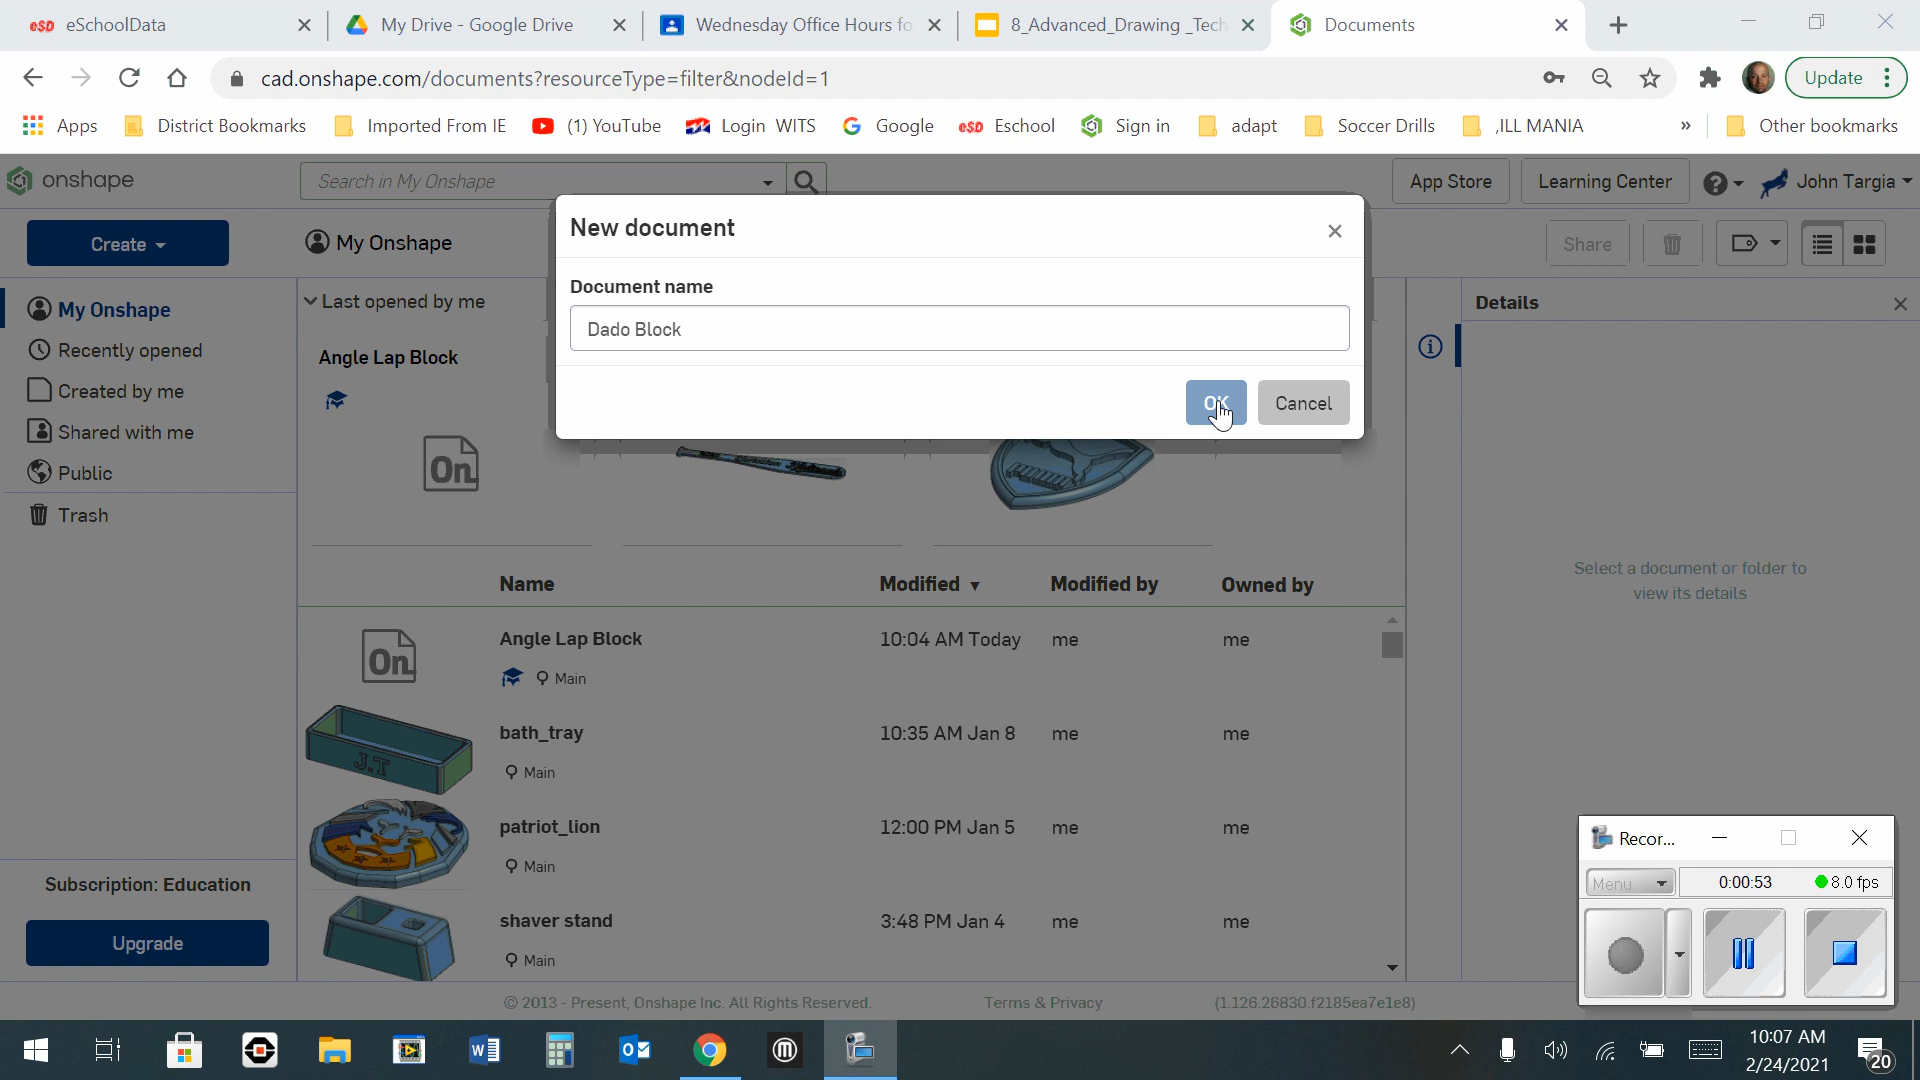 eSD eSchoolData
My Drive - Google Drive
Wednesday Office Hours fo
8_Advanced_Drawing _Tech
Documents
cad.onshape.com/documents?resourceType=filter&nodeId=1
Update
Apps
District Bookmarks
Imported From IE
(1) YouTube
Login WITS
Google
eSD Eschool
Sign in
adapt
Soccer Drills
,ILL MANIA
»
Other bookmarks
onshape
Search in My Onshape
App Store
Learning Center
John Targia
Create
My Onshape
New document
Share
Document name
Dado Block
OK
Cancel
My Onshape
Recently opened
Created by me
Shared with me
Public
Trash
Last opened by me
Angle Lap Block
On
Details
Select a document or folder to
view its details
Name Modified Modified by Owned by
On
Angle Lap Block 10:04 AM Today me me
Main
J.T
bath_tray 10:35 AM Jan 8 me me
Main
patriot_lion 12:00 PM Jan 5 me me
Main
shaver stand 3:48 PM Jan 4 me me
Main
Subscription: Education
Upgrade
© 2013 - Present, Onshape Inc. All Rights Reserved.
Terms & Privacy
(1.126.26830.f2185ea7e1e8)
Recor...
Menu
0:00:53
8.0 fps
10:07 AM
2/24/2021
20